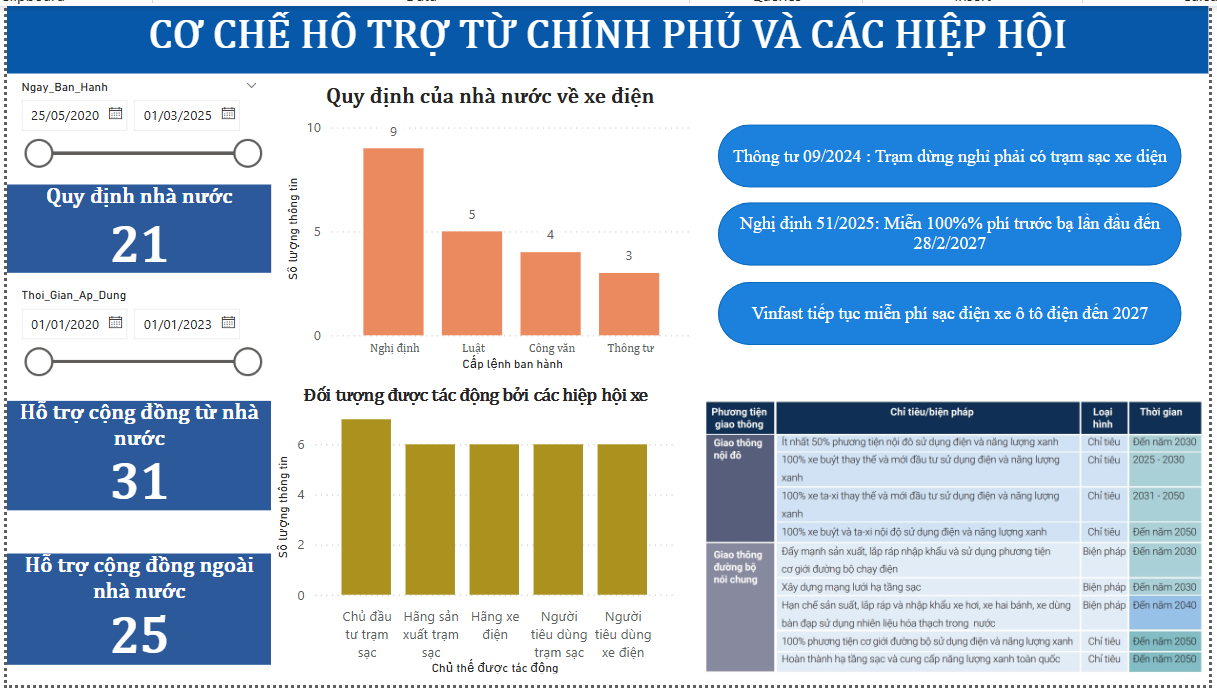 CƠ CHẾ HỖ TRỢ TỪ CHÍNH PHỦ VÀ CÁC HIỆP HỘI
Ngay_Ban_Hanh
25/05/2020
01/03/2025
Quy định nhà nước
21
Thoi_Gian_Ap_Dung
01/01/2020
01/01/2023
Hỗ trợ cộng đồng từ nhà
nước
31
Hỗ trợ cộng đồng ngoài
nhà nước
25
Quy định của nhà nước về xe điện
Số lượng thông tin
10
5
0
9
5
4
3
Nghị định
Luật
Công văn
Thông tư
Cấp lệnh ban hành
Đối tượng được tác động bởi các hiệp hội xe
Số lượng thông tin
6
4
2
0
Chủ đầu
tư trạm
sạc
Hãng sản
xuất trạm
sạc
Hãng xe
điện
Người
tiêu dùng
trạm sạc
Người
tiêu dùng
xe điện
Chủ thể được tác động
Thông tư 09/2024 : Trạm dừng nghỉ phải có trạm sạc xe diện
Nghị định 51/2025: Miễn 100%% phí trước bạ lần đầu đến
28/2/2027
Vinfast tiếp tục miễn phí sạc điện xe ô tô điện đến 2027
Phương tiện
giao thông
Chỉ tiêu/biện pháp
Loại
hình
Thời gian
Giao thông
nội đô
Ít nhất 50% phương tiện nội đô sử dụng điện và năng lượng xanh
Chỉ tiêu
Đến năm 2030
100% xe buýt thay thế và mới đầu tư sử dụng điện và năng lượng
xanh
Chỉ tiêu
2025 - 2030
100% xe ta-xi thay thế và mới đầu tư sử dụng điện và năng lượng
xanh
Chỉ tiêu
2031 - 2050
100% xe buýt và ta-xi nội độ sử dụng điện và năng lượng xanh
Chỉ tiêu
Đến năm 2050
Giao thông
đường bộ
nói chung
Đẩy mạnh sản xuất, lắp ráp nhập khẩu và sử dụng phương tiện
cơ giới đường bộ chạy điện
Biện pháp
Đến năm 2030
Xây dựng mạng lưới hạ tầng sạc
Biện pháp
Đến năm 2030
Hạn chế sản suất, lắp ráp và nhập khẩu xe hơi, xe hai bánh, xe dùng
bàn đạp sử dụng nhiên liệu hóa thạch trong nước
Biện pháp
Đến năm 2040
100% phương tiện cơ giới đường bộ sử dụng điện và năng lượng xanh
Chỉ tiêu
Đến năm 2050
Hoàn thành hạ tầng sạc và cung cấp năng lượng xanh toàn quốc
Chỉ tiêu
Đến năm 2050